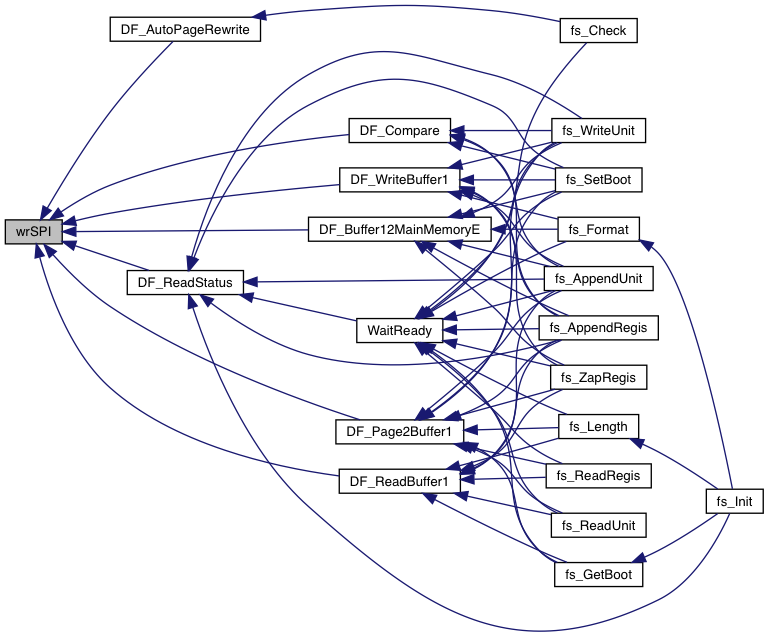 DF_AutoPageRewrite
fs_Check
DF_Compare
fs_WriteUnit
DF_WriteBuffer1
fs_SetBoot
wrSPI
DF_Buffer12MainMemoryE
fs_Format
DF_ReadStatus
fs_AppendUnit
WaitReady
fs_AppendRegis
fs_ZapRegis
DF_Page2Buffer1
fs_Length
DF_ReadBuffer1
fs_ReadRegis
fs_Init
fs_ReadUnit
fs_GetBoot